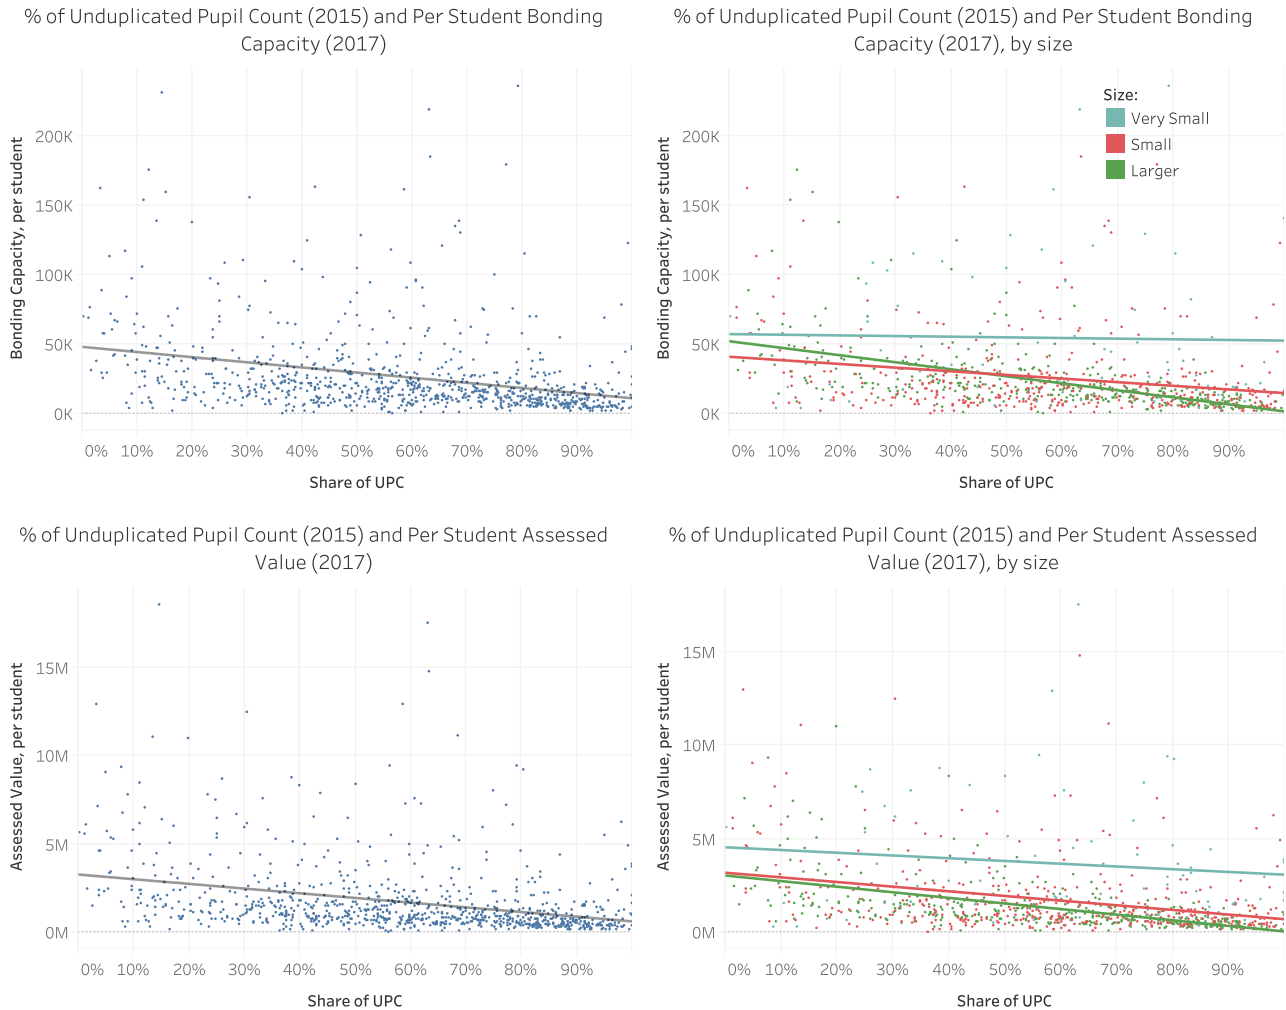 % of Unduplicated Pupil Count (2015) and Per Student Bonding
Capacity (2017)
200K
150K
100K
50K
0K
Bonding Capacity, per student
0% 10% 20% 30% 40% 50% 60% 70% 80% 90%
Share of UPC
% of Unduplicated Pupil Count (2015) and Per Student Bonding
Capacity (2017), by size
Size:
Very Small
Small
Larger
200K
150K
100K
50K
0K
Bonding Capacity, per student
0% 10% 20% 30% 40% 50% 60% 70% 80% 90%
Share of UPC
% of Unduplicated Pupil Count (2015) and Per Student Assessed
Value (2017)
15M
10M
5M
0M
Assessed Value, per student
0% 10% 20% 30% 40% 50% 60% 70% 80% 90%
Share of UPC
% of Unduplicated Pupil Count (2015) and Per Student Assessed
Value (2017), by size
15M
10M
5M
0M
Assessed Value, per student
0% 10% 20% 30% 40% 50% 60% 70% 80% 90%
Share of UPC